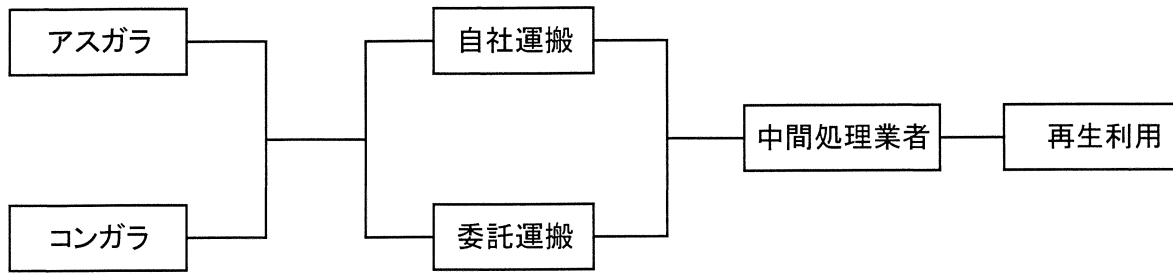 アスガラ
コンガラ
自社運搬
委託運搬
中間処理業者
再生利用